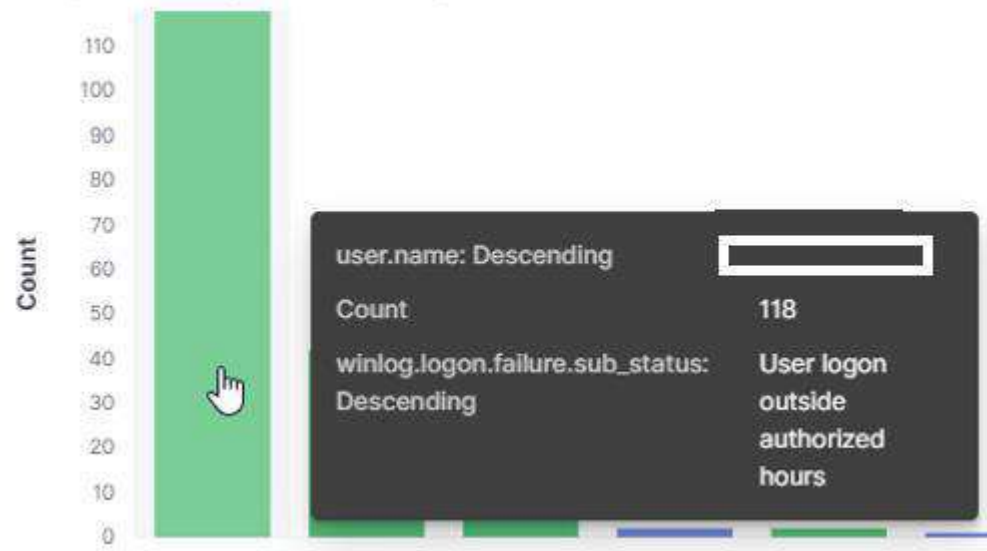 110
100
90
80
70
60
50
40
30
20
10
0
Count
user.name: Descending
Count 118
winlog.logon.failure.sub_status: User logon
Descending outside
authorized
hours